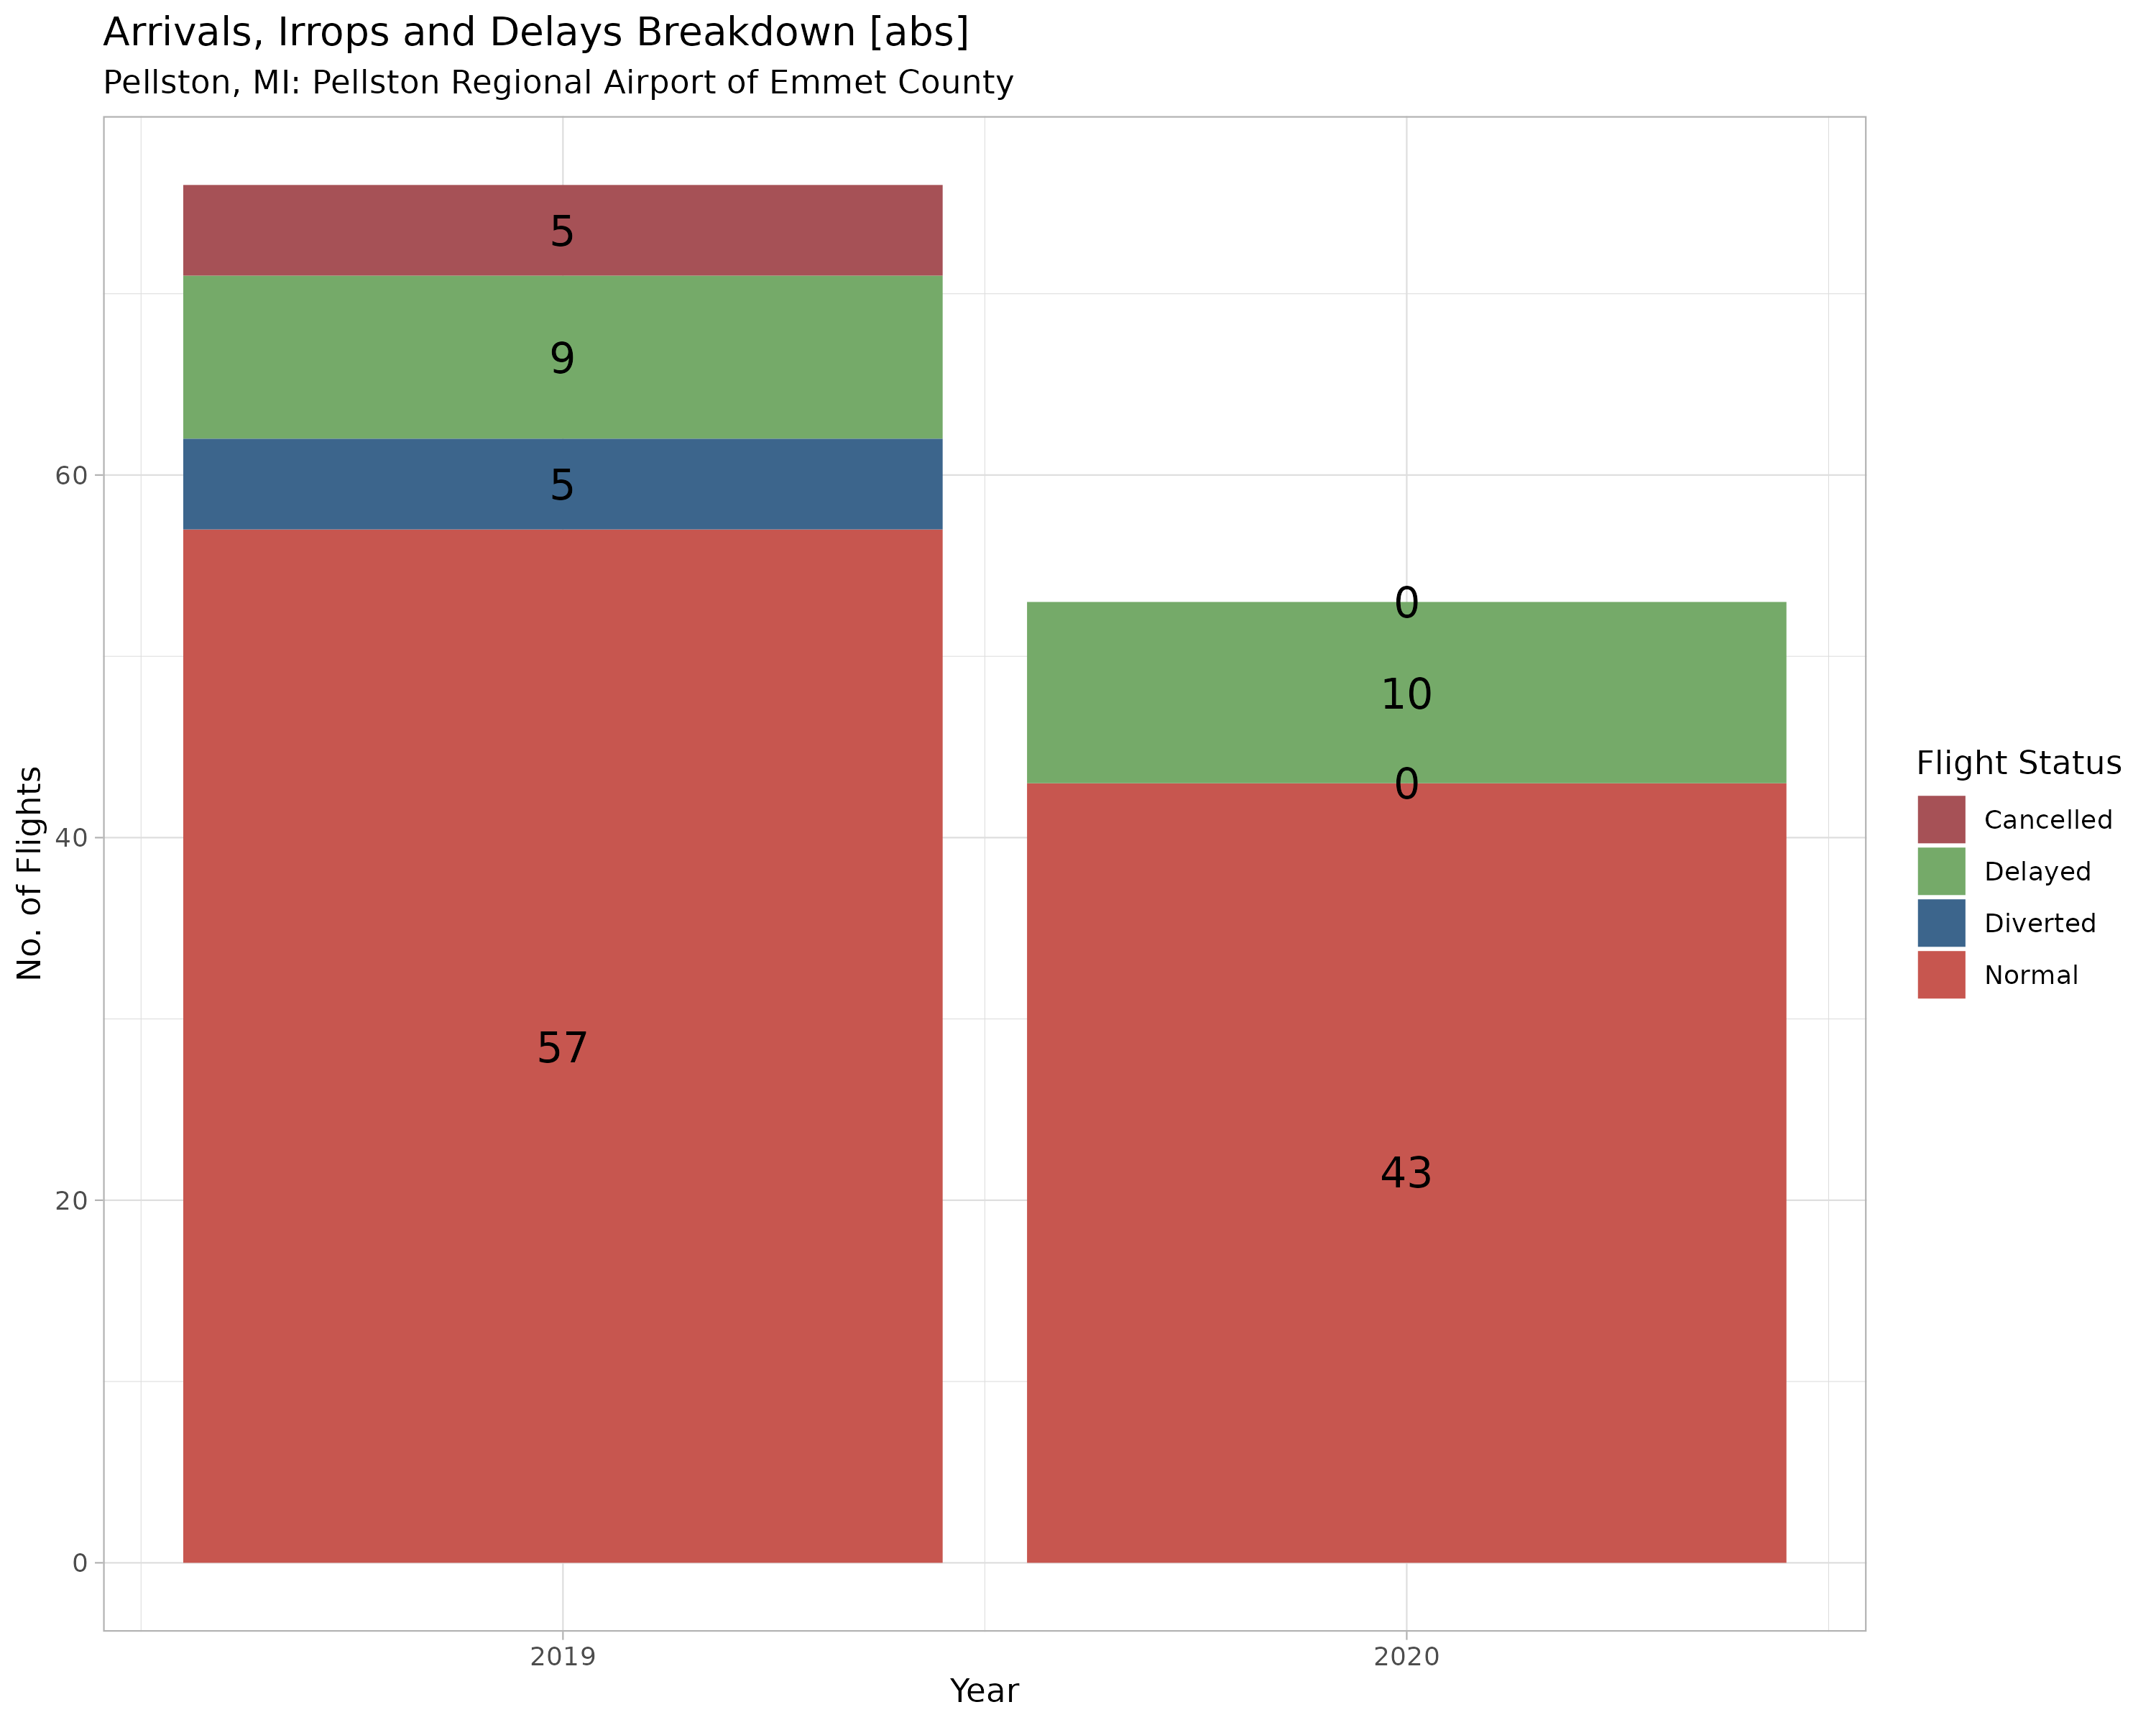 Arrivals, Irrops and Delays Breakdown [abs]
Pellston, MI: Pellston Regional Airport of Emmet County
No. of Flights
60
40
20
0
5
9
5
57
0
10
0
43
2019
2020
Year
Flight Status
Cancelled
Delayed
Diverted
Normal